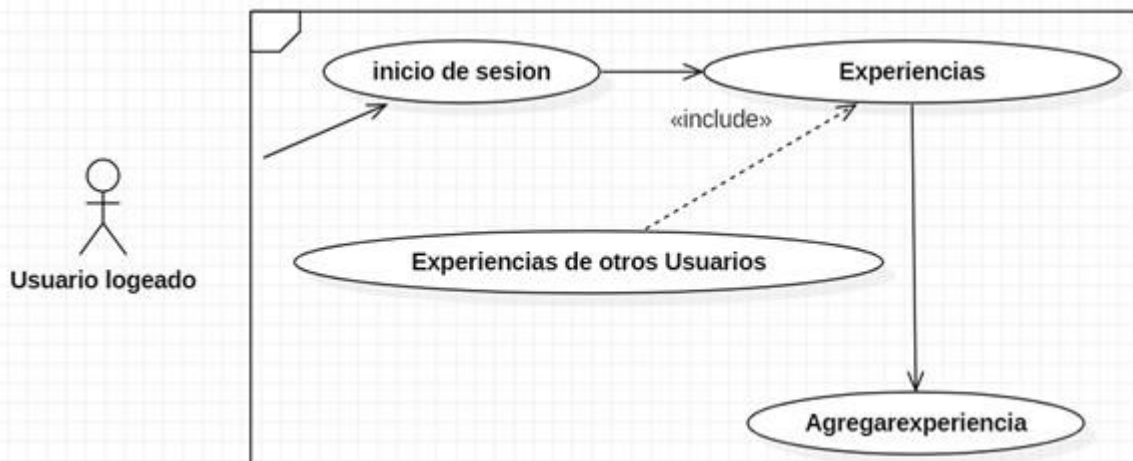 inicio de sesion
Experiencias
«include»
Experiencias de otros Usuarios
Usuario logeado
Agregarexperiencia